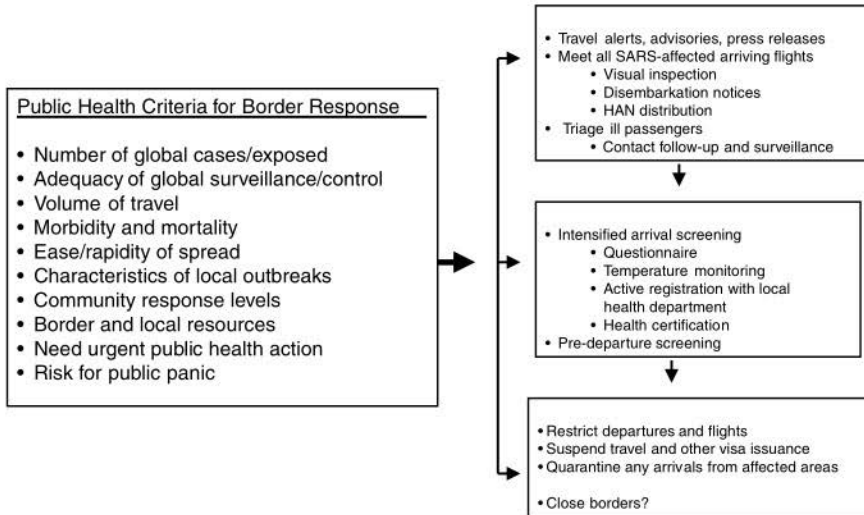 Public Health Criteria for Border Response
• Number of global cases/exposed
• Adequacy of global surveillance/control
• Volume of travel
• Morbidity and mortality
• Ease/rapidity of spread
• Characteristics of local outbreaks
• Community response levels
• Border and local resources
• Need urgent public health action
• Risk for public panic
• Travel alerts, advisories, press releases
• Meet all SARS-affected arriving flights
• Visual inspection
• Disembarkation notices
• HAN distribution
• Triage ill passengers
• Contact follow-up and surveillance
• Intensified arrival screening
• Questionnaire
• Temperature monitoring
• Active registration with local
health department
• Health certification
• Pre-departure screening
• Restrict departures and flights
• Suspend travel and other visa issuance
• Quarantine any arrivals from affected areas
• Close borders?